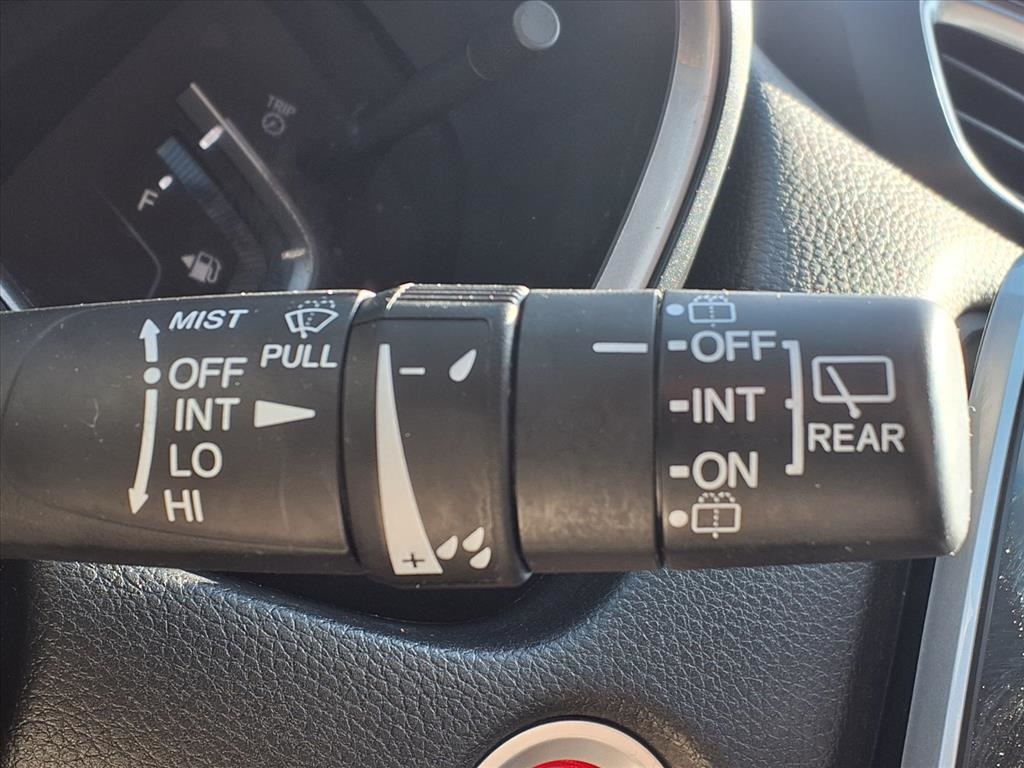 TRIP
F
MIST
PULL
OFF
INT
LO
HI
-
+
OFF
INT
ON
REAR